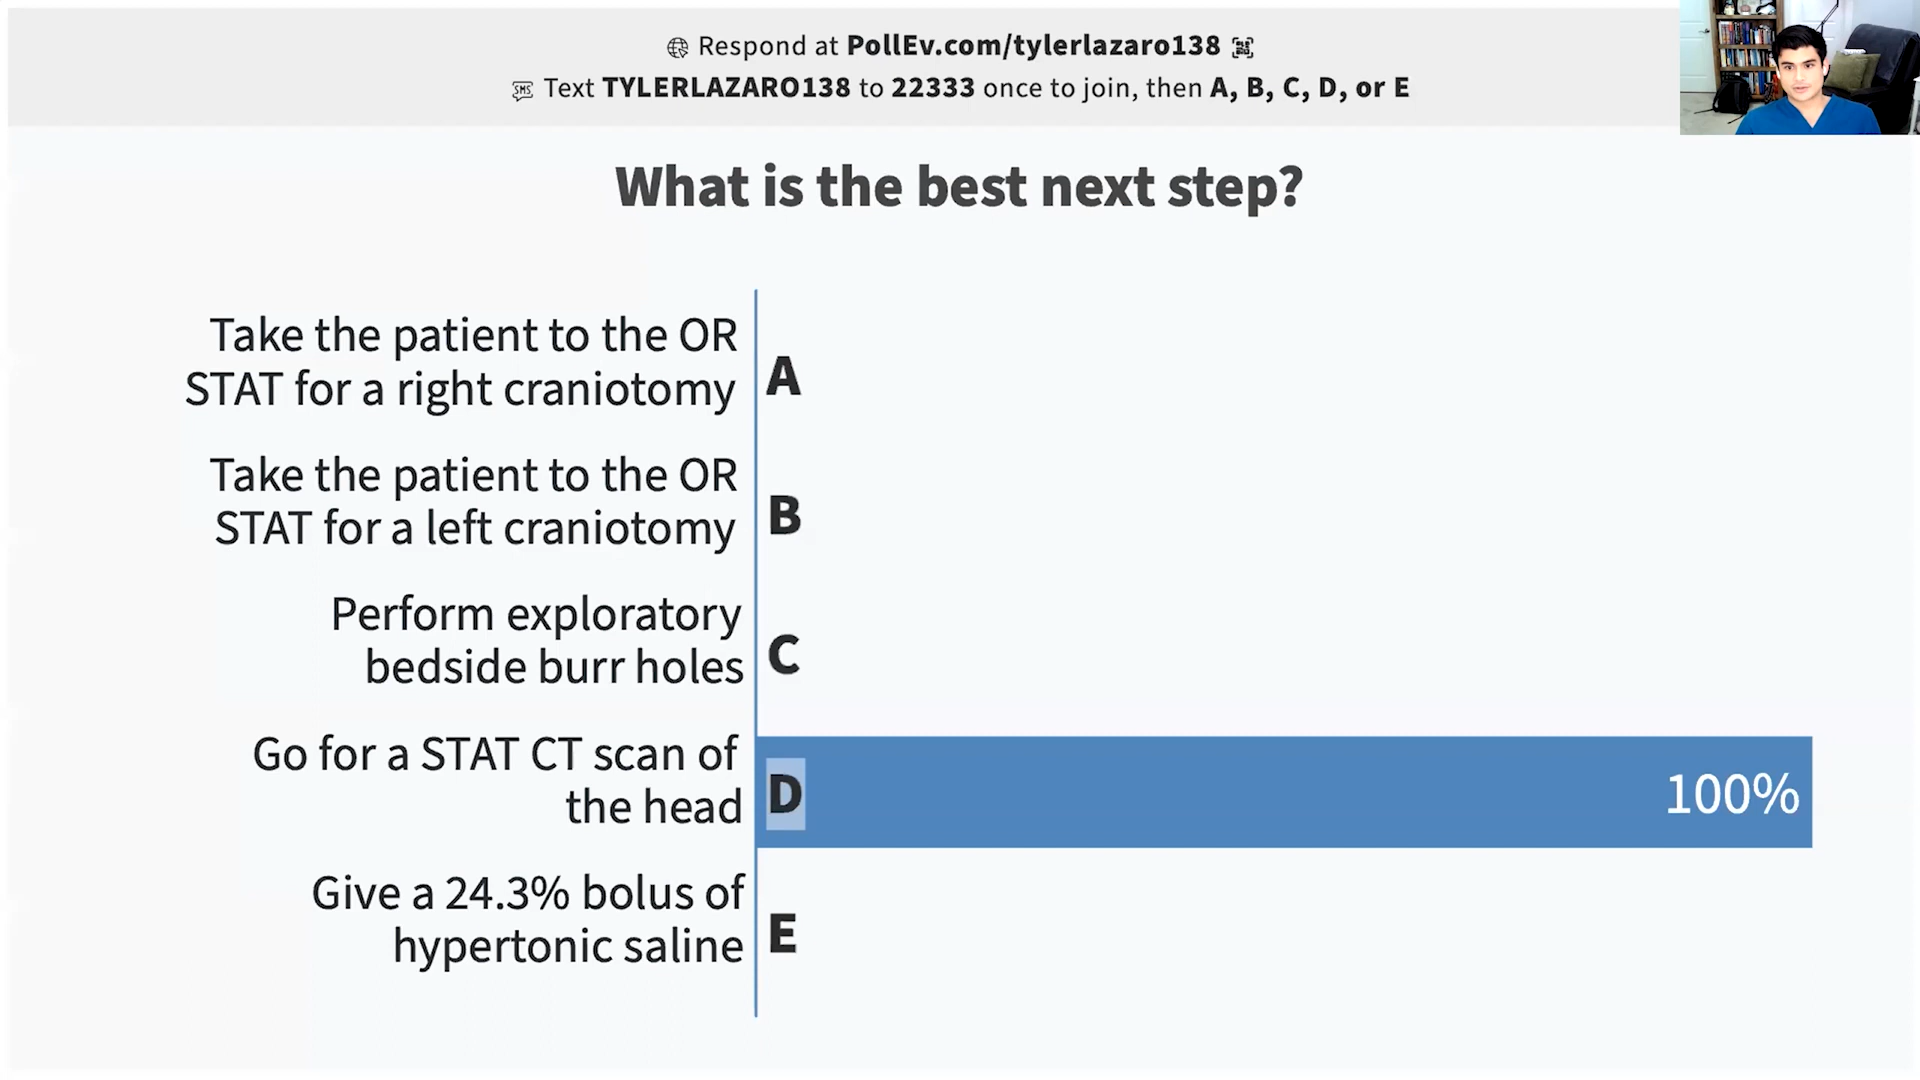 Respond at PollEv.com/tylerlazaro138
Text TYLERLAZARO138 to 22333 once to join, then A, B, C, D, or E
What is the best next step?
Take the patient to the OR
STAT for a right craniotomy
A
Take the patient to the OR
STAT for a left craniotomy
B
Perform exploratory
bedside burr holes
C
Go for a STAT CT scan of
the head
D
100%
Give a 24.3% bolus of
hypertonic saline
E